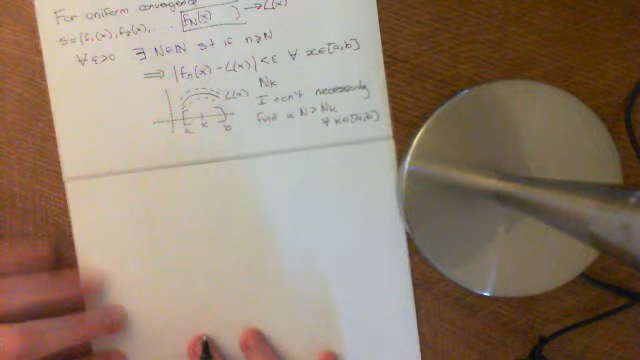 For uniform convergence
S={f₁(x), f₂(x), ... fN(x) } → L(x)
∀ ε>0 ∃ N∈ℕ st if n≥N
⟹ |fn(x) - L(x)| < ε ∀ x∈[a,b]
Nk
L(x) I can't necessarily
find a N > Nk
∀ k∈[a,b]
a k b